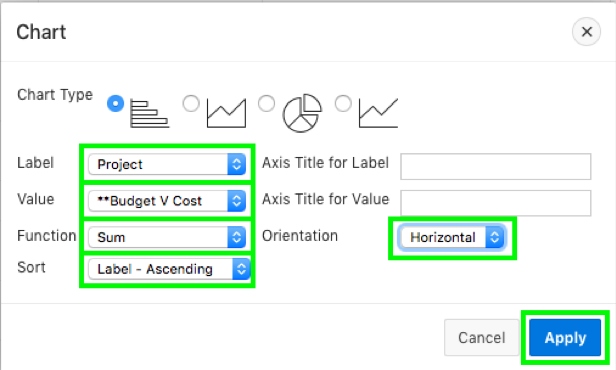 Chart
Chart Type
Label Project Axis Title for Label
Value **Budget V Cost Axis Title for Value
Function Sum Orientation Horizontal
Sort Label - Ascending
Cancel Apply